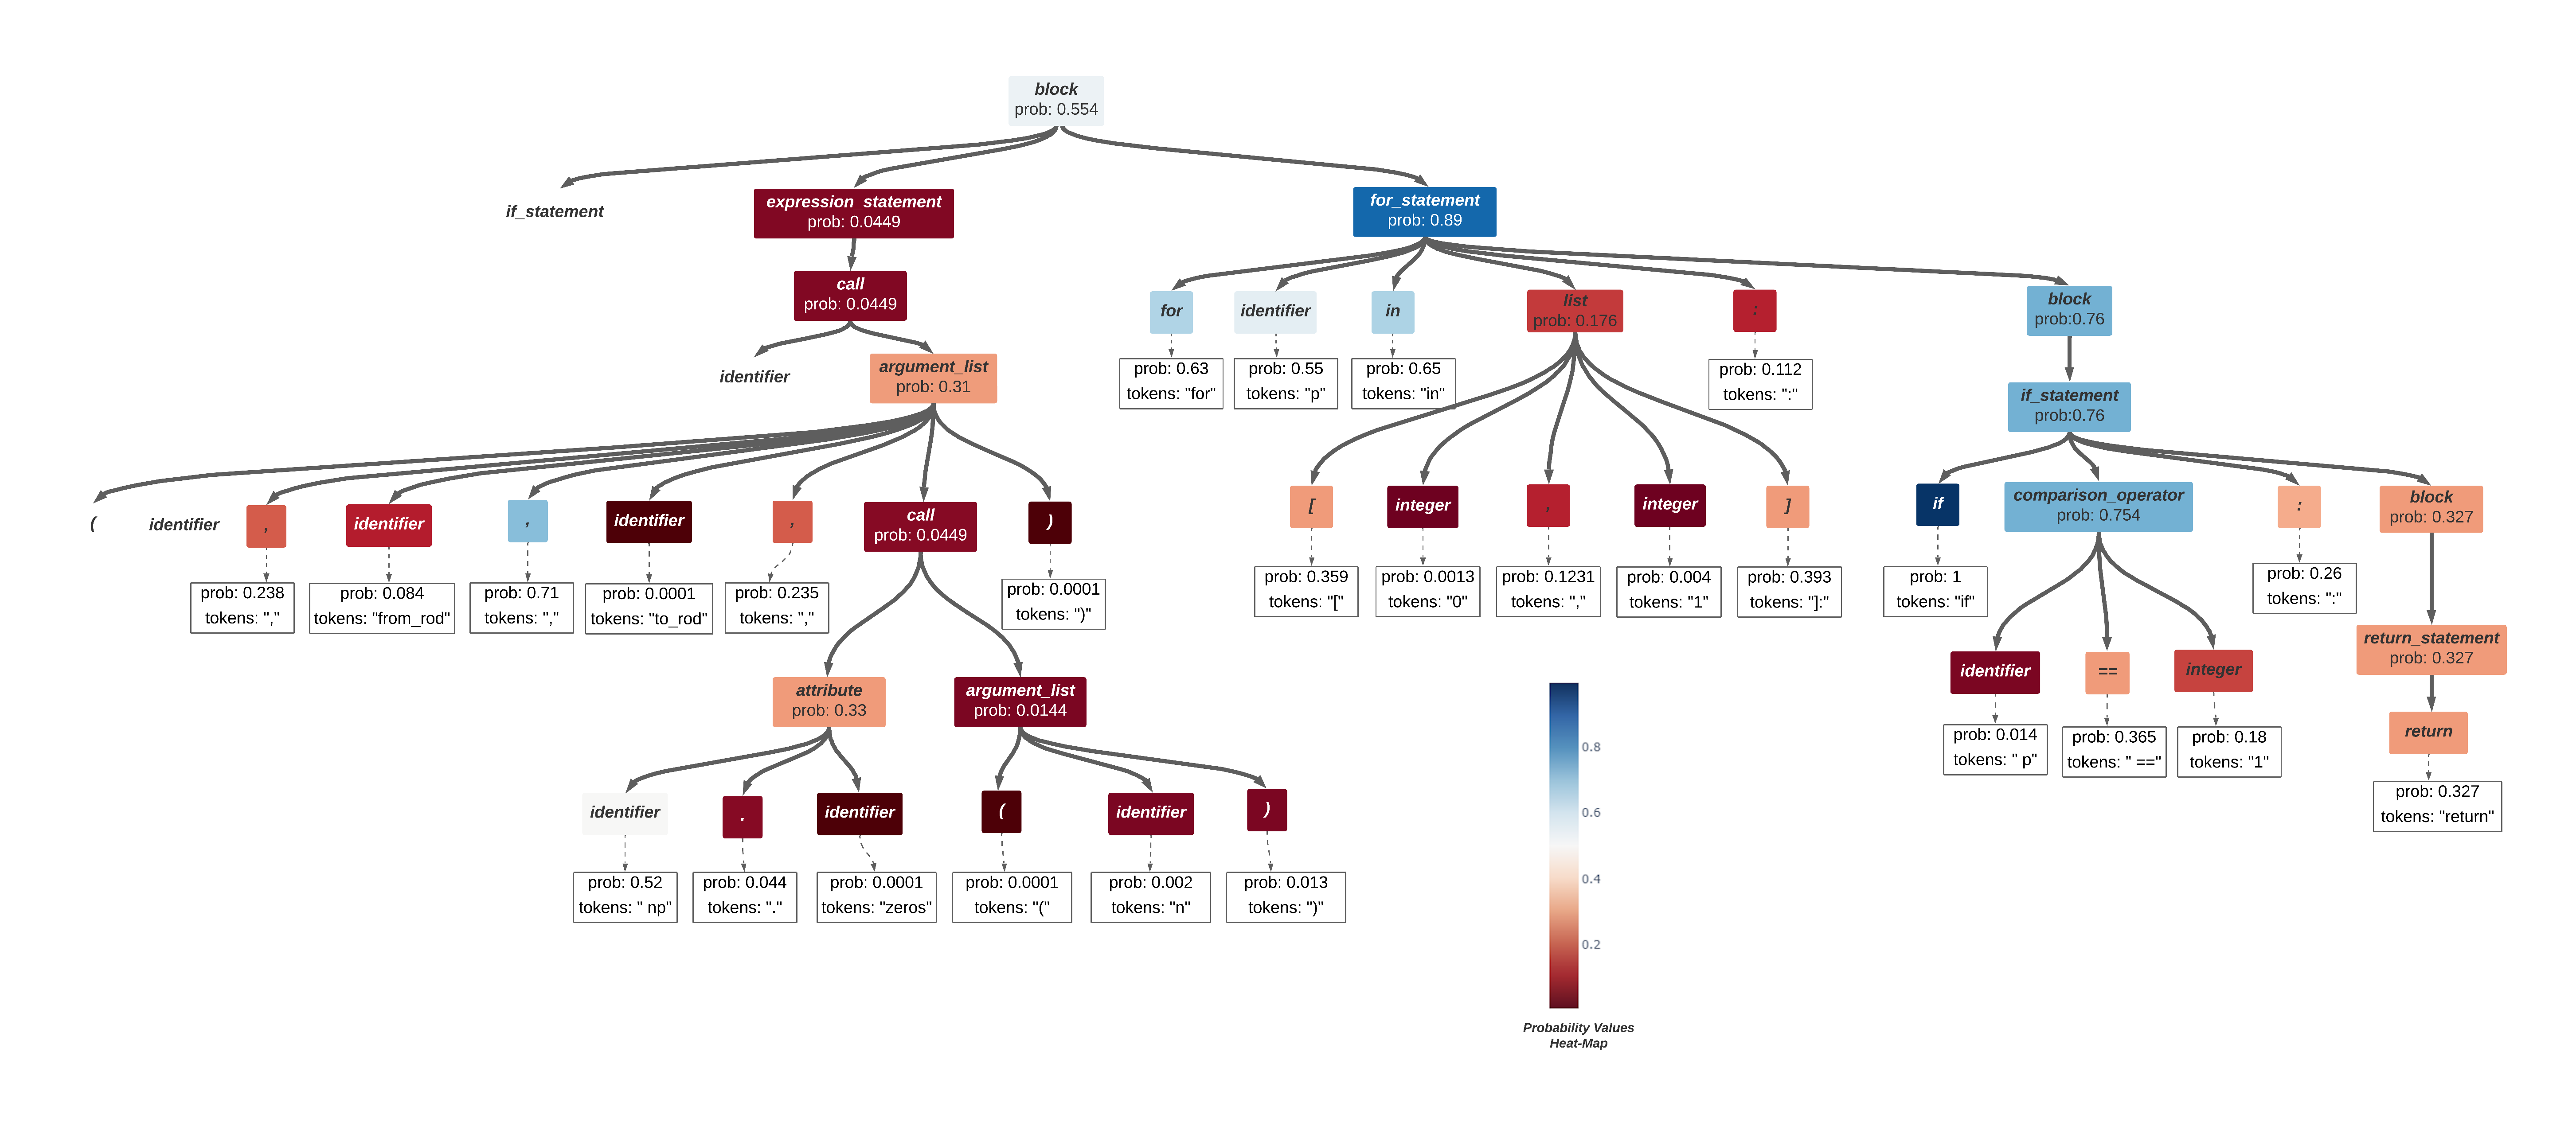 block
prob: 0.554
if_statement
expression_statement
prob: 0.0449
for_statement
prob: 0.89
call
prob: 0.0449
for
identifier
in
list
prob: 0.176
:
block
prob:0.76
identifier
argument_list
prob: 0.31
prob: 0.63
tokens: "for"
prob: 0.55
tokens: "p"
prob: 0.65
tokens: "in"
prob: 0.112
tokens: ":"
if_statement
prob:0.76
(
identifier
,
identifier
,
identifier
,
call
prob: 0.0449
)
[
integer
,
integer
]
if
comparison_operator
prob: 0.754
:
block
prob: 0.327
prob: 0.238
tokens: ","
prob: 0.084
tokens: "from_rod"
prob: 0.71
tokens: ","
prob: 0.0001
tokens: "to_rod"
prob: 0.235
tokens: ","
prob: 0.0001
tokens: ")"
prob: 0.359
tokens: "["
prob: 0.0013
tokens: "0"
prob: 0.1231
tokens: ","
prob: 0.004
tokens: "1"
prob: 0.393
tokens: "]:"
prob: 1
tokens: "if"
prob: 0.26
tokens: ":"
attribute
prob: 0.33
argument_list
prob: 0.0144
identifier
==
integer
return_statement
prob: 0.327
prob: 0.014
tokens: " p"
prob: 0.365
tokens: " =="
prob: 0.18
tokens: "1"
return
prob: 0.327
tokens: "return"
identifier
.
identifier
(
identifier
)
prob: 0.52
tokens: " np"
prob: 0.044
tokens: "."
prob: 0.0001
tokens: "zeros"
prob: 0.0001
tokens: "("
prob: 0.002
tokens: "n"
prob: 0.013
tokens: ")"
0.8
0.6
0.4
0.2
Probability Values
Heat-Map